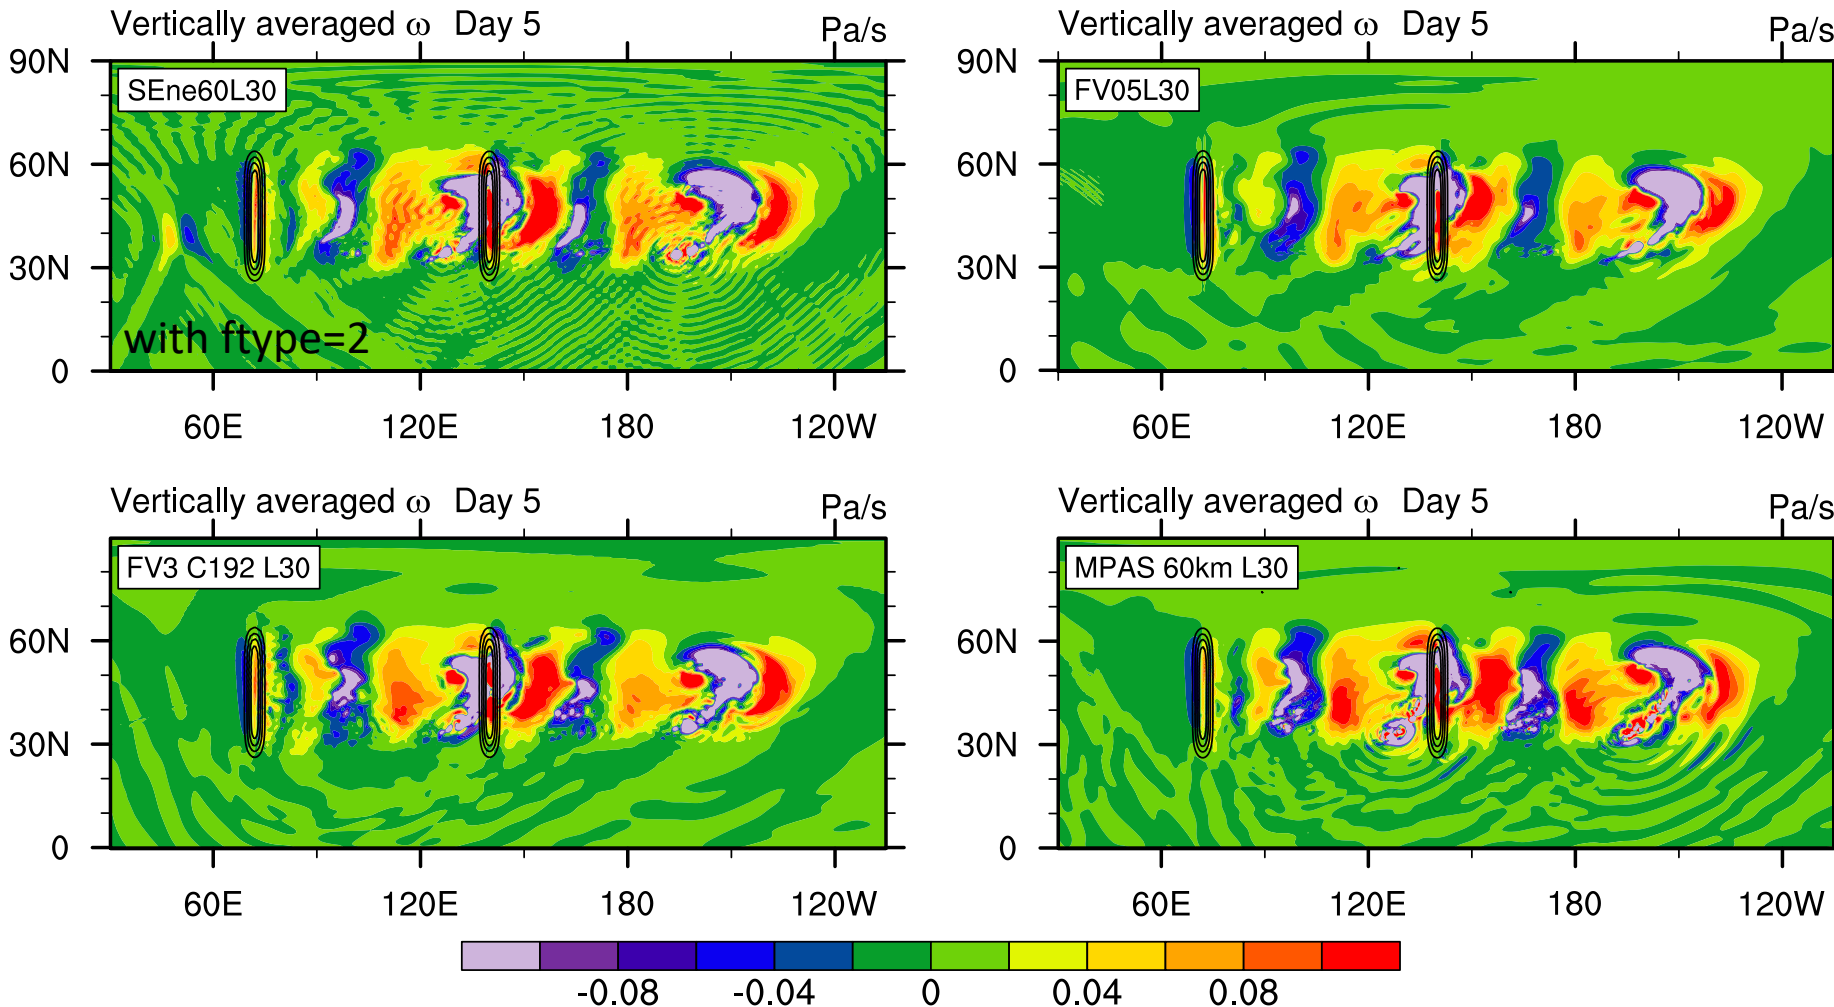 Vertically averaged ω Day 5 Pa/s
90N
SEne60L30
60N
30N
with ftype=2
0
60E 120E 180 120W
Vertically averaged ω Day 5 Pa/s
90N
FV05L30
60N
30N
0
60E 120E 180 120W
Vertically averaged ω Day 5 Pa/s
FV3 C192 L30
60N
30N
0
60E 120E 180 120W
Vertically averaged ω Day 5 Pa/s
MPAS 60km L30
60N
30N
0
60E 120E 180 120W
-0.08 -0.04 0 0.04 0.08